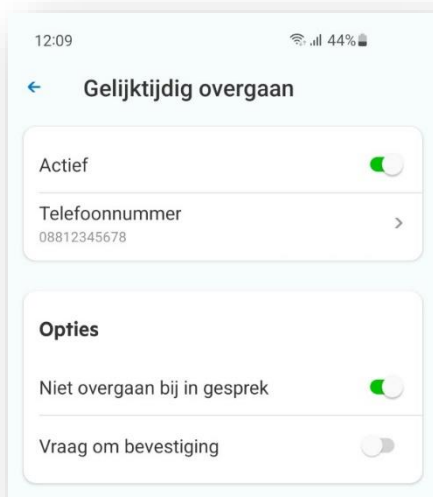 12:09 44%
Gelijktijdig overgaan
Actief
Telefoonnummer
08812345678
Opties
Niet overgaan bij in gesprek
Vraag om bevestiging